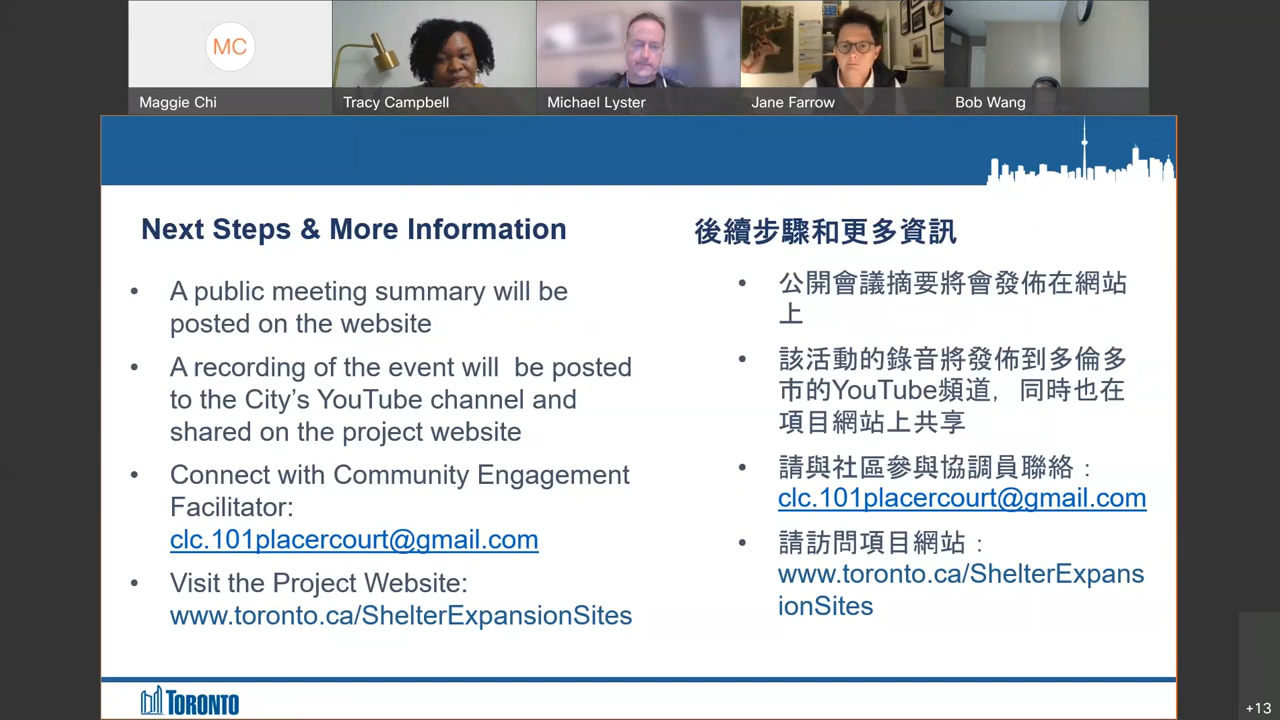 MC
Maggie Chi
Tracy Campbell
Michael Lyster
Jane Farrow
Bob Wang
Next Steps & More Information
• A public meeting summary will be
posted on the website
• A recording of the event will  be posted
to the City’s YouTube channel and
shared on the project website
• Connect with Community Engagement
Facilitator:
clc.101placercourt@gmail.com
• Visit the Project Website:
www.toronto.ca/ShelterExpansionSites
後續步驟和更多資訊
• 公開會議摘要將會發佈在網站
上
• 該活動的錄音將發佈到多倫多
市的YouTube頻道，同時也在
項目網站上共享
• 請與社區參與協調員聯絡：
clc.101placercourt@gmail.com
• 請訪問項目網站：
www.toronto.ca/ShelterExpans
ionSites
TORONTO
+13